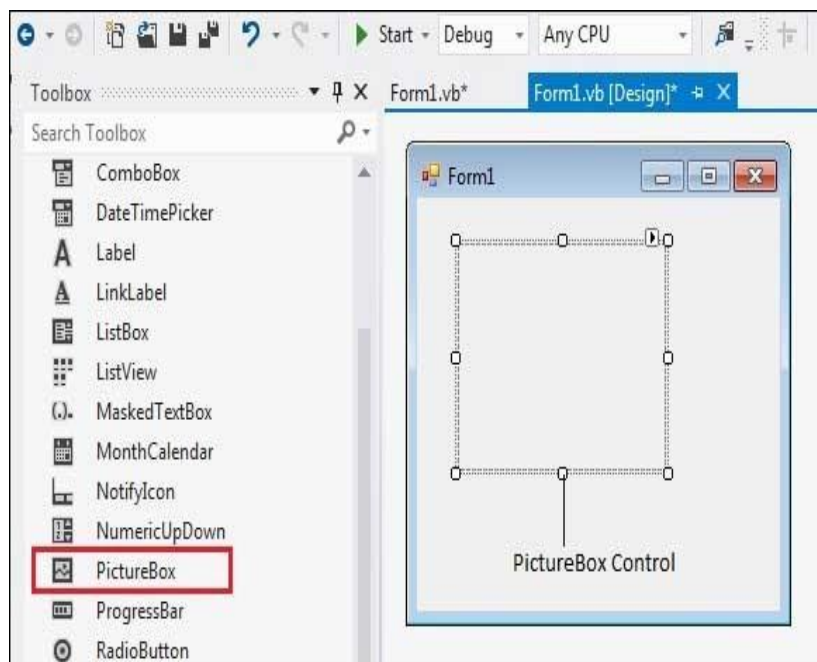 Start Debug Any CPU
Toolbox
Form1.vb*
Form1.vb [Design]*
Search Toolbox
ComboBox
DateTimePicker
Label
LinkLabel
ListBox
ListView
MaskedTextBox
MonthCalendar
NotifyIcon
NumericUpDown
PictureBox
ProgressBar
RadioButton
Form1
PictureBox Control